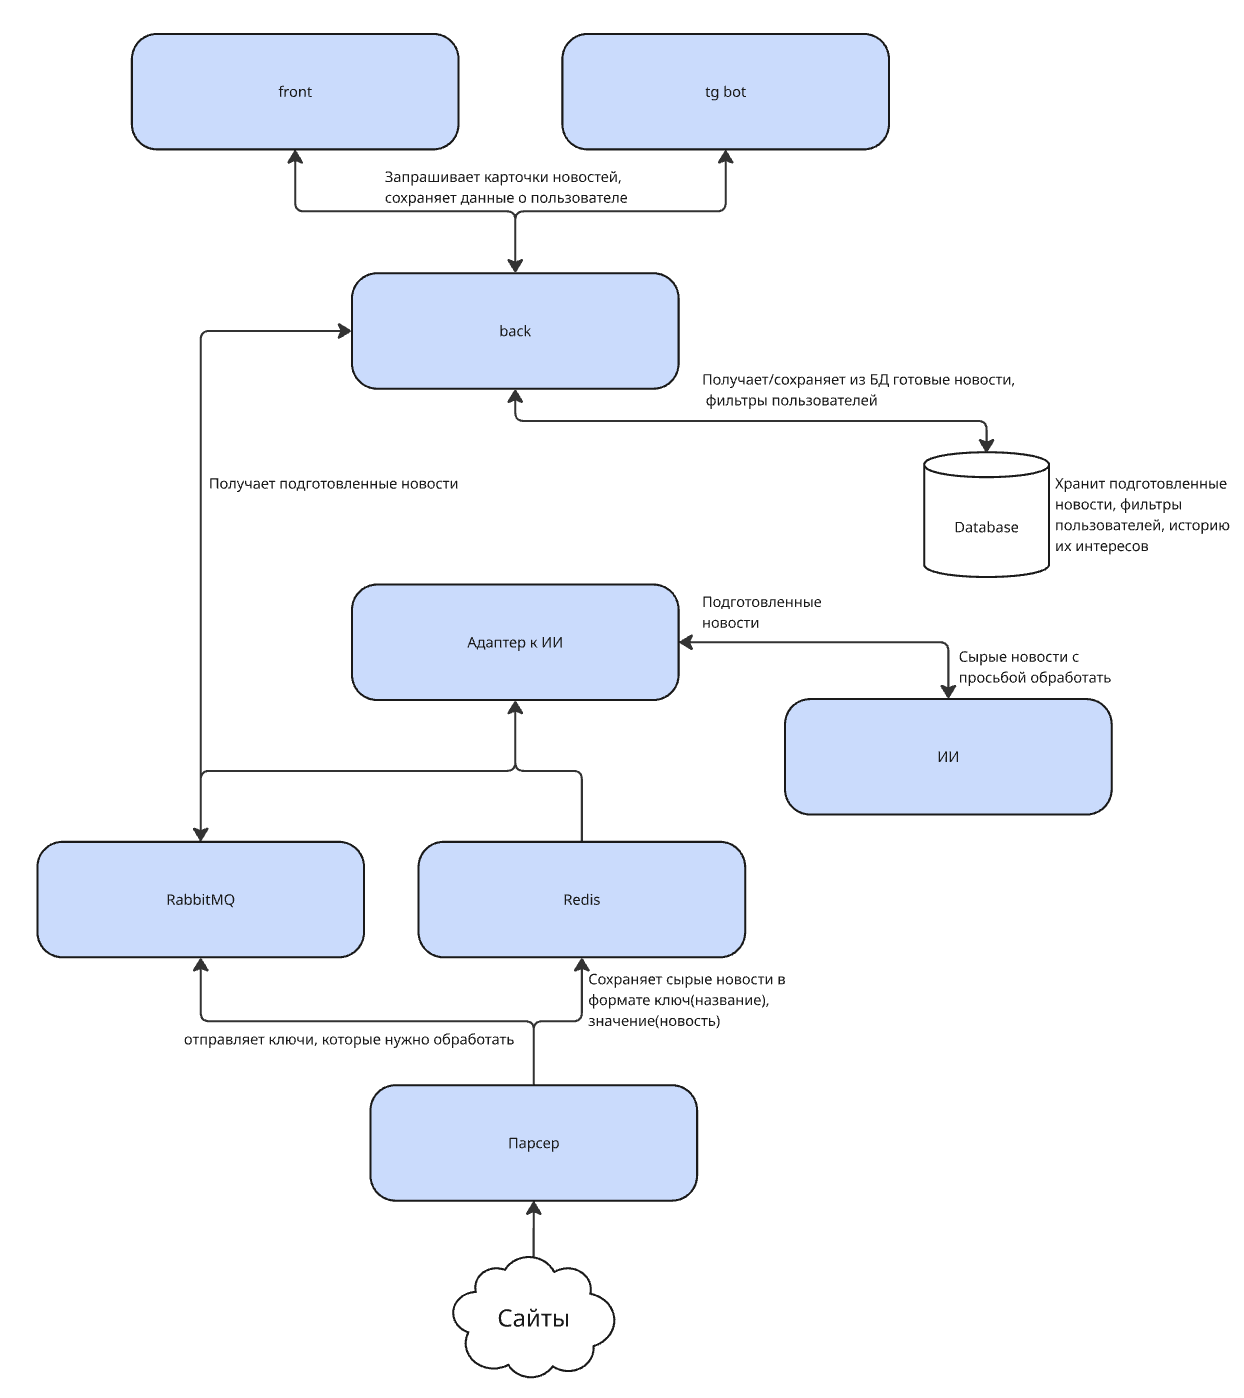 front
tg bot
Запрашивает карточки новостей,
сохраняет данные о пользователе
back
Получает/сохраняет из БД готовые новости,
фильтры пользователей
Получает подготовленные новости
Database
Хранит подготовленные
новости, фильтры
пользователей, историю
их интересов
Адаптер к ИИ
Подготовленные
новости
Сырые новости с
просьбой обработать
ИИ
RabbitMQ
Redis
Сохраняет сырые новости в
формате ключ(название),
значение(новость)
отправляет ключи, которые нужно обработать
Парсер
Сайты